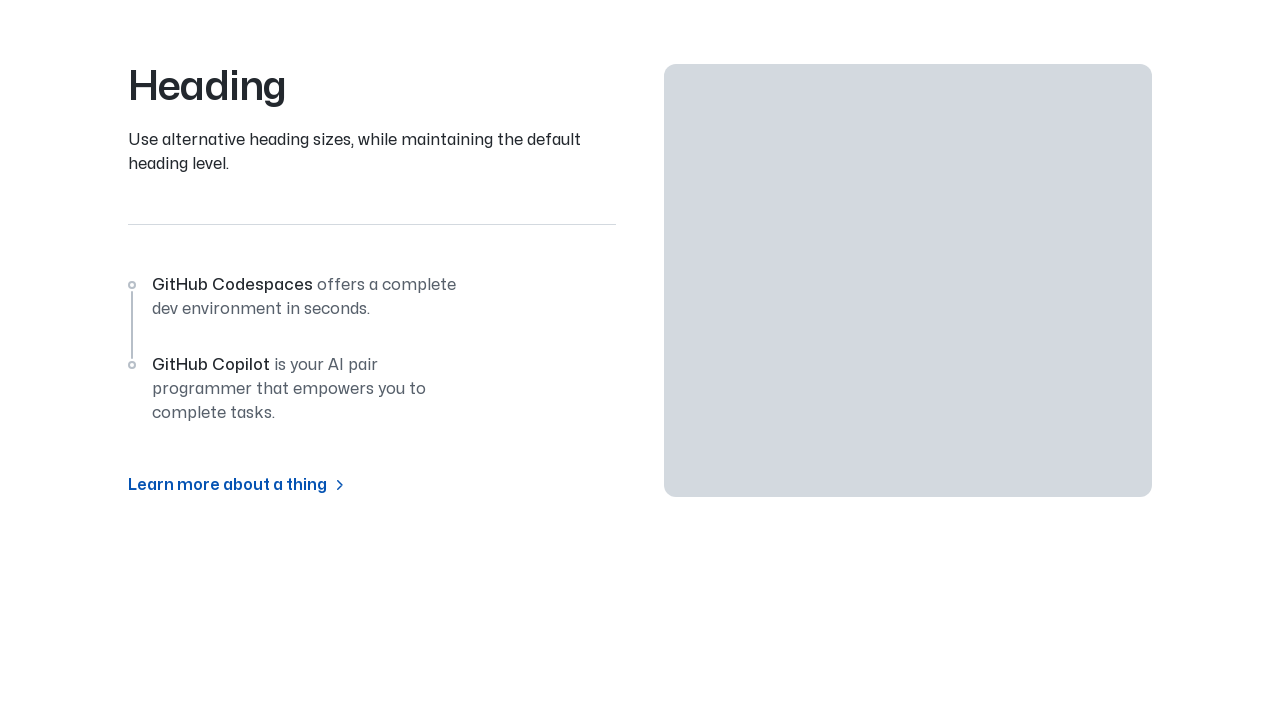 Heading
Use alternative heading sizes, while maintaining the default
heading level.
GitHub Codespaces offers a complete
dev environment in seconds.
GitHub Copilot is your AI pair
programmer that empowers you to
complete tasks.
Learn more about a thing